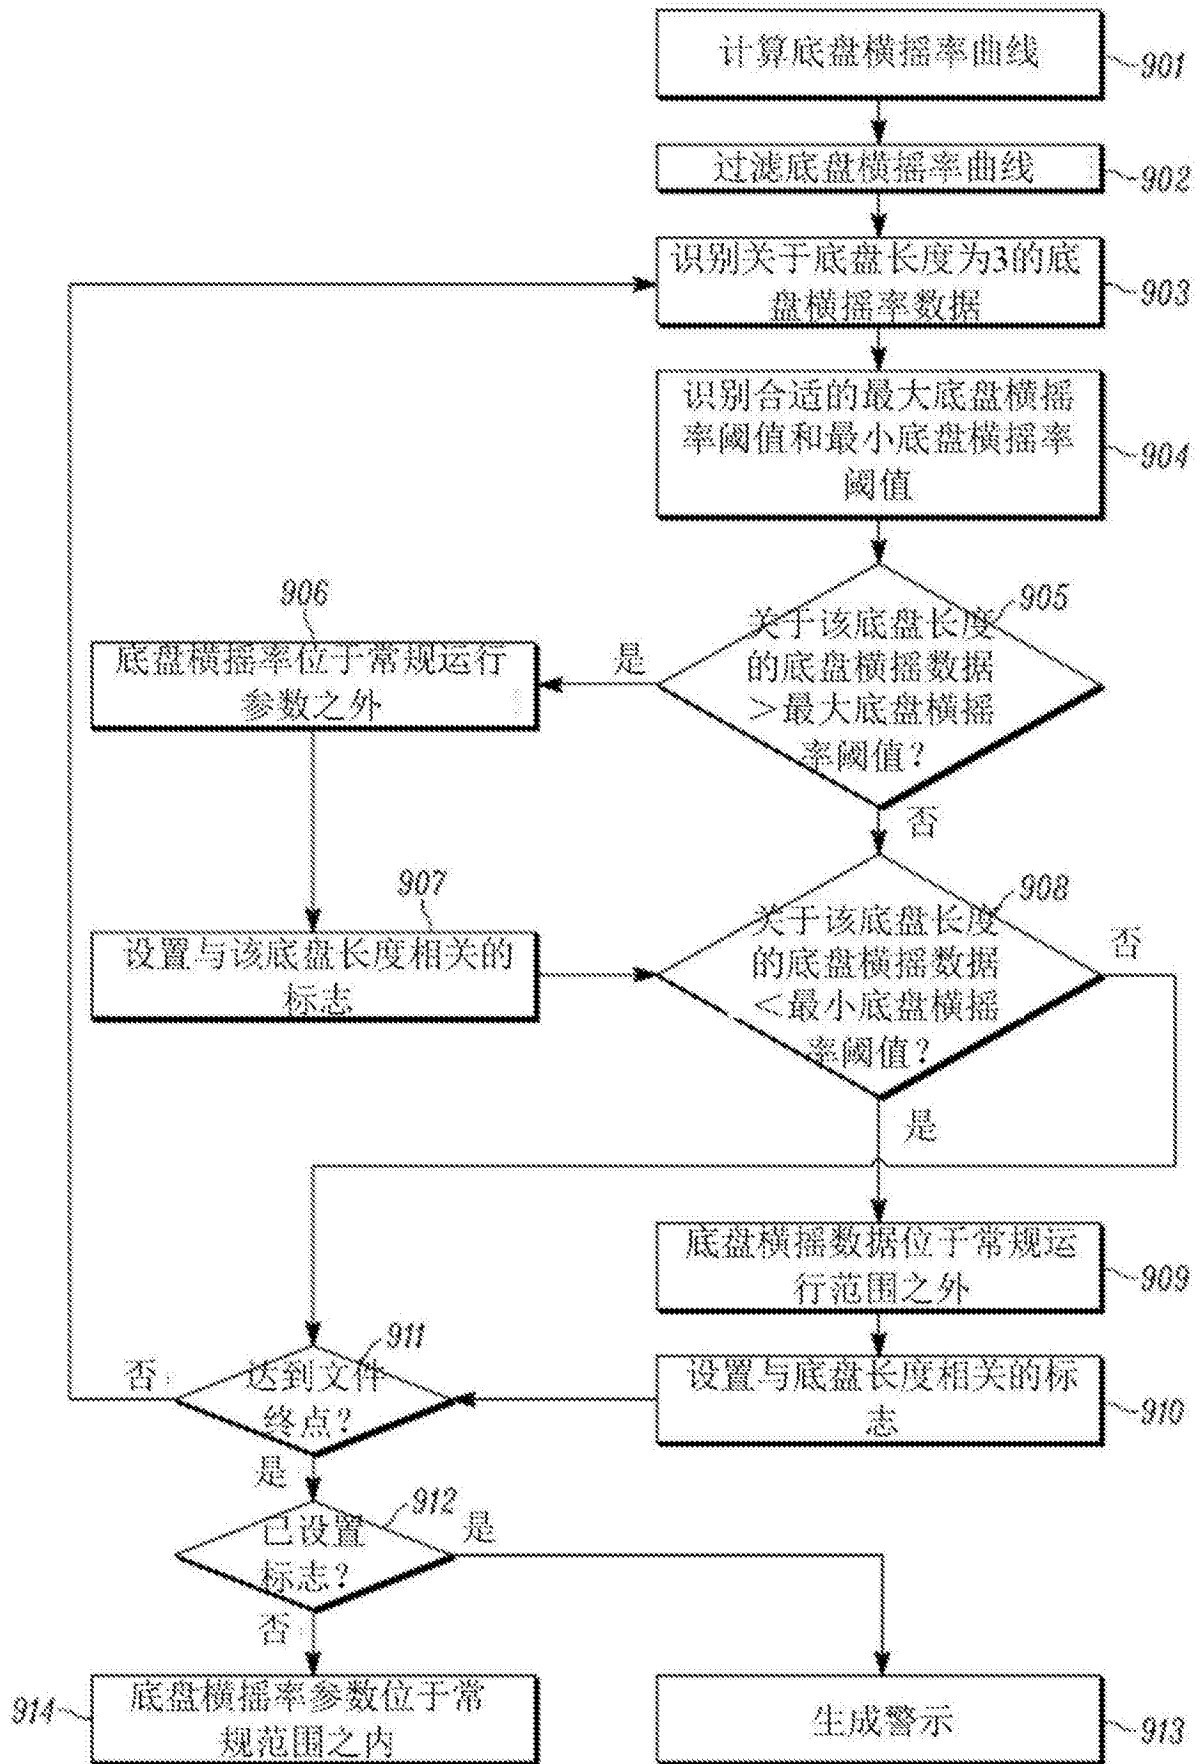 计算底盘横摇率曲线
901
过滤底盘横摇率曲线
902
识别关于底盘长度为3的底
盘横摇率数据
903
识别合适的最大底盘横摇
率阈值和最小底盘横摇率
阈值
904
关于该底盘长度
的底盘横摇数据
>最大底盘横摇
率阈值?
905
是
否
906
底盘横摇率位于常规运行
参数之外
907
设置与该底盘长度相关的
标志
关于该底盘长度
的底盘横摇数据
<最小底盘横摇
率阈值?
908
否
是
底盘横摇数据位于常规运
行范围之外
909
设置与底盘长度相关的标
志
910
达到文件
终点?
911
否
是
已设置
标志?
912
是
否
底盘横摇率参数位于常
规范围之内
914
生成警示
913